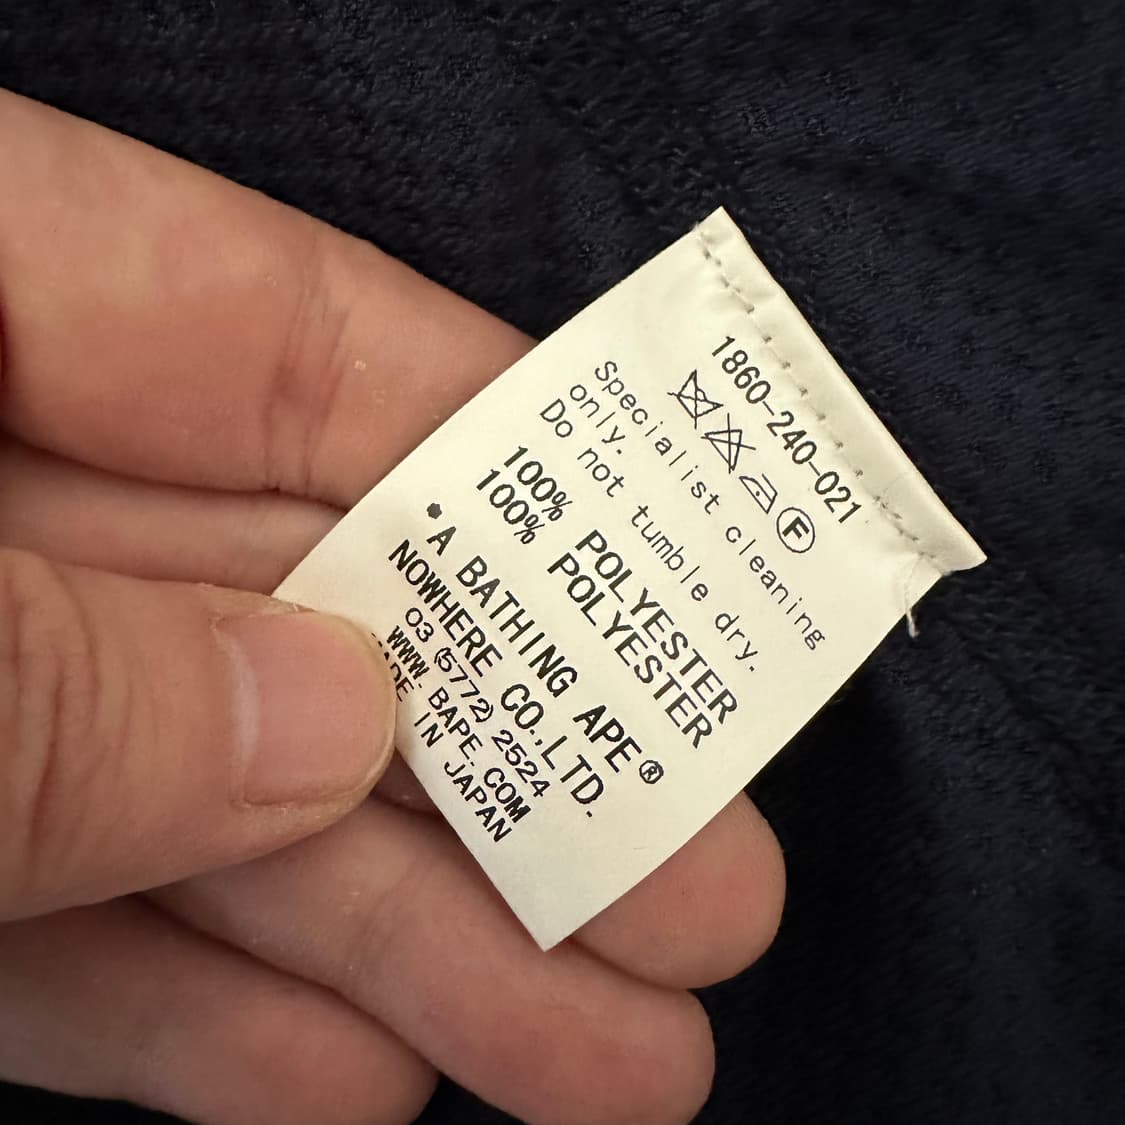 1860-240-021
F
Specialist cleaning
only.
Do not tumble dry.
100% POLYESTER
100% POLYESTER
*A BATHING APE®
NOWHERE CO.,LTD.
03 (5772) 2524
WWW. BAPE. COM
MADE IN JAPAN